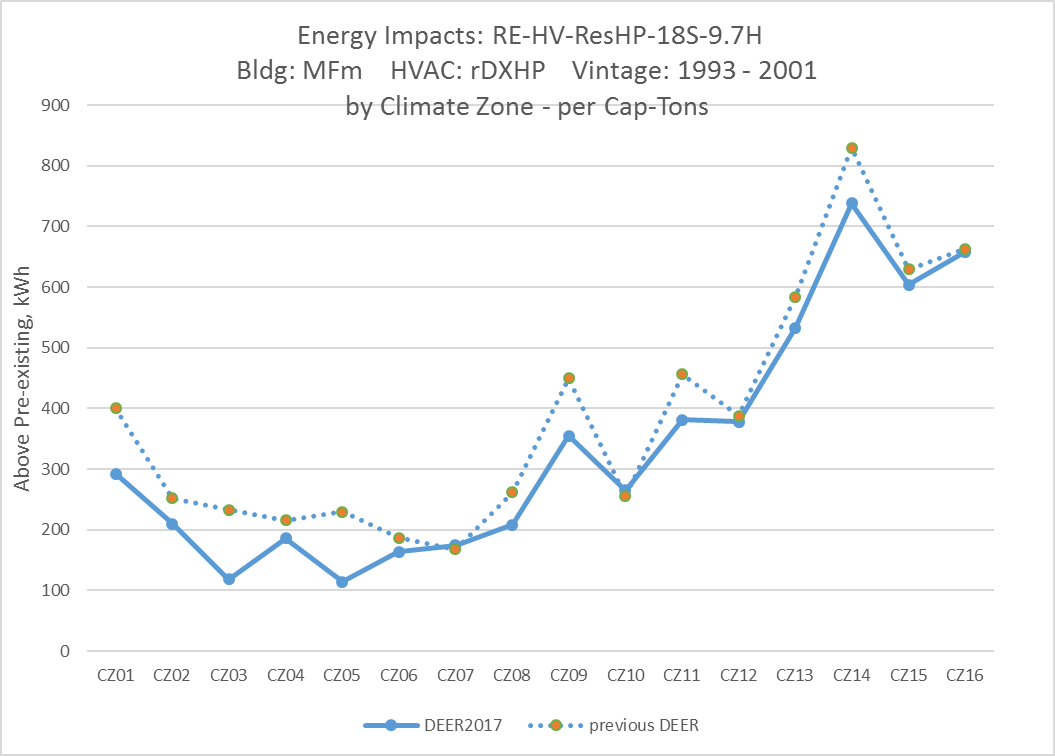 Energy Impacts: RE-HV-ResHP-18S-9.7H
Bldg: MFm    HVAC: rDXHP    Vintage: 1993 - 2001
by Climate Zone - per Cap-Tons
900
800
700
600
500
400
300
200
100
0
Above Pre-existing, kWh
CZ01 CZ02 CZ03 CZ04 CZ05 CZ06 CZ07 CZ08 CZ09 CZ10 CZ11 CZ12 CZ13 CZ14 CZ15 CZ16
DEER2017 previous DEER